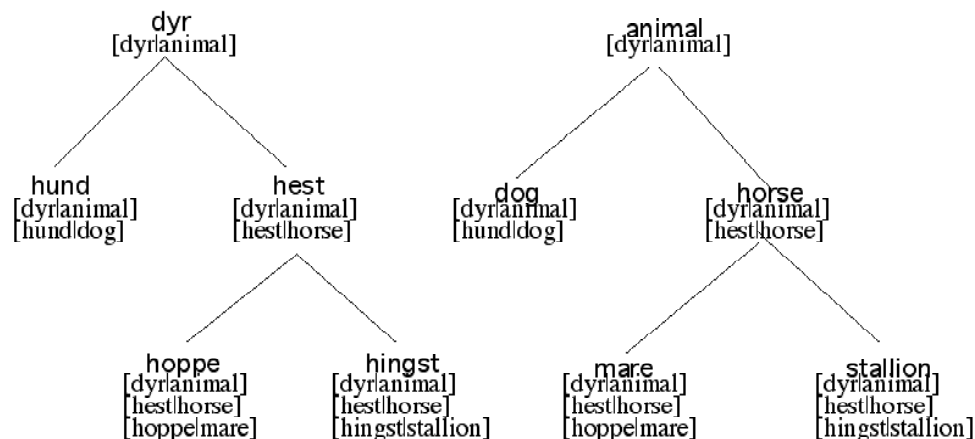 dyr
[dyr|animal]
animal
[dyr|animal]
hund
[dyr|animal]
[hund|dog]
hest
[dyr|animal]
[hest|horse]
dog
[dyr|animal]
[hund|dog]
horse
[dyr|animal]
[hest|horse]
hoppe
[dyr|animal]
[hest|horse]
[hoppe|mare]
hingst
[dyr|animal]
[hest|horse]
[hingst|stallion]
mare
[dyr|animal]
[hest|horse]
[hoppe|mare]
stallion
[dyr|animal]
[hest|horse]
[hingst|stallion]